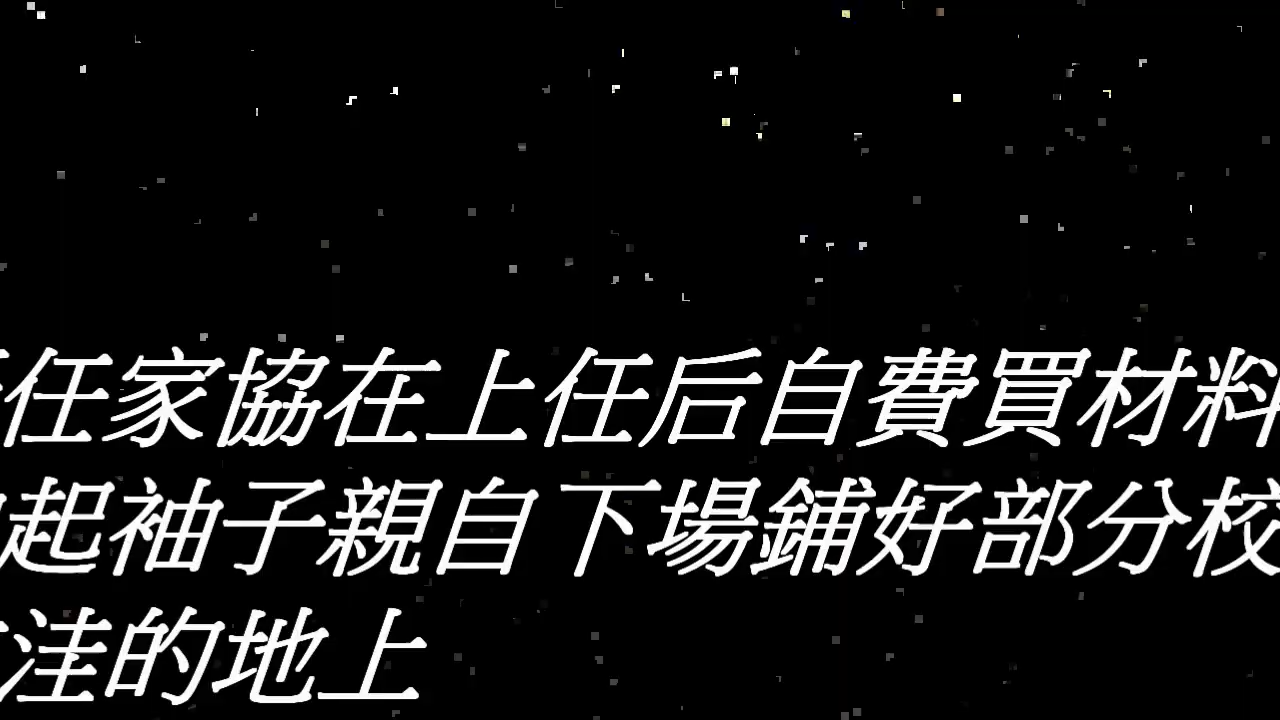 任家協在上任后自費買材料
起袖子親自下場鋪好部分校
洼的地上